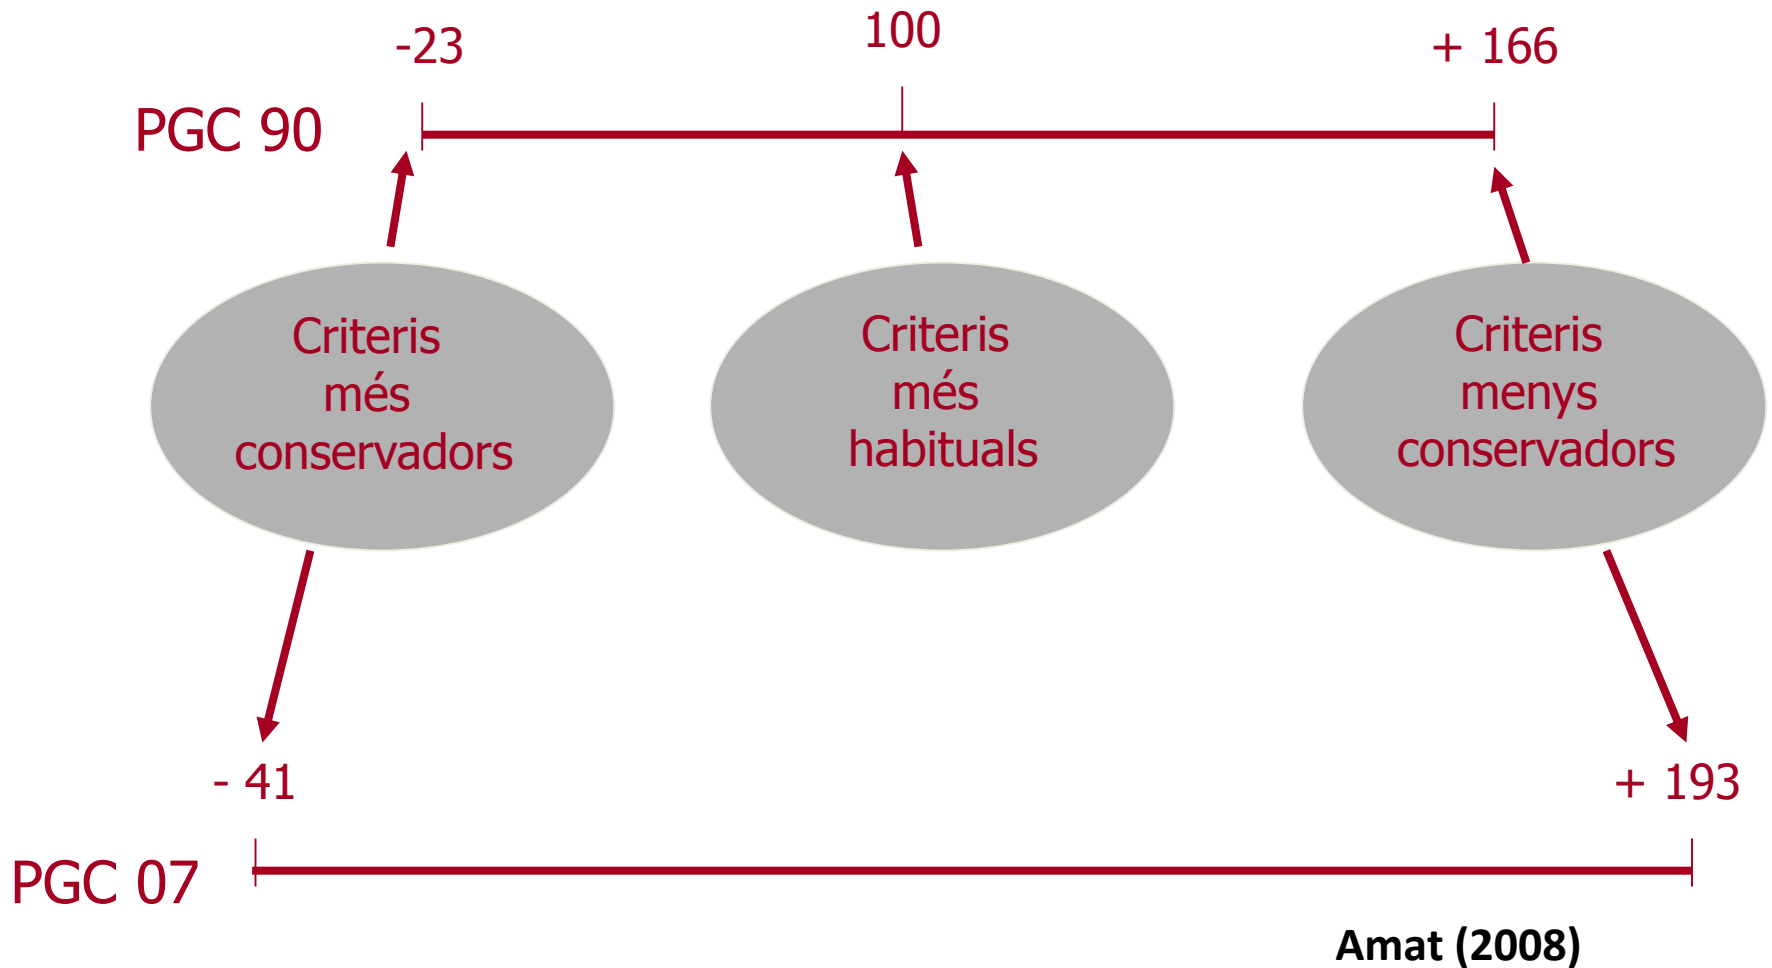 -23
100
+ 166
PGC 90
Criteris
més
conservadors
Criteris
més
habituals
Criteris
menys
conservadors
- 41
+ 193
PGC 07
Amat (2008)